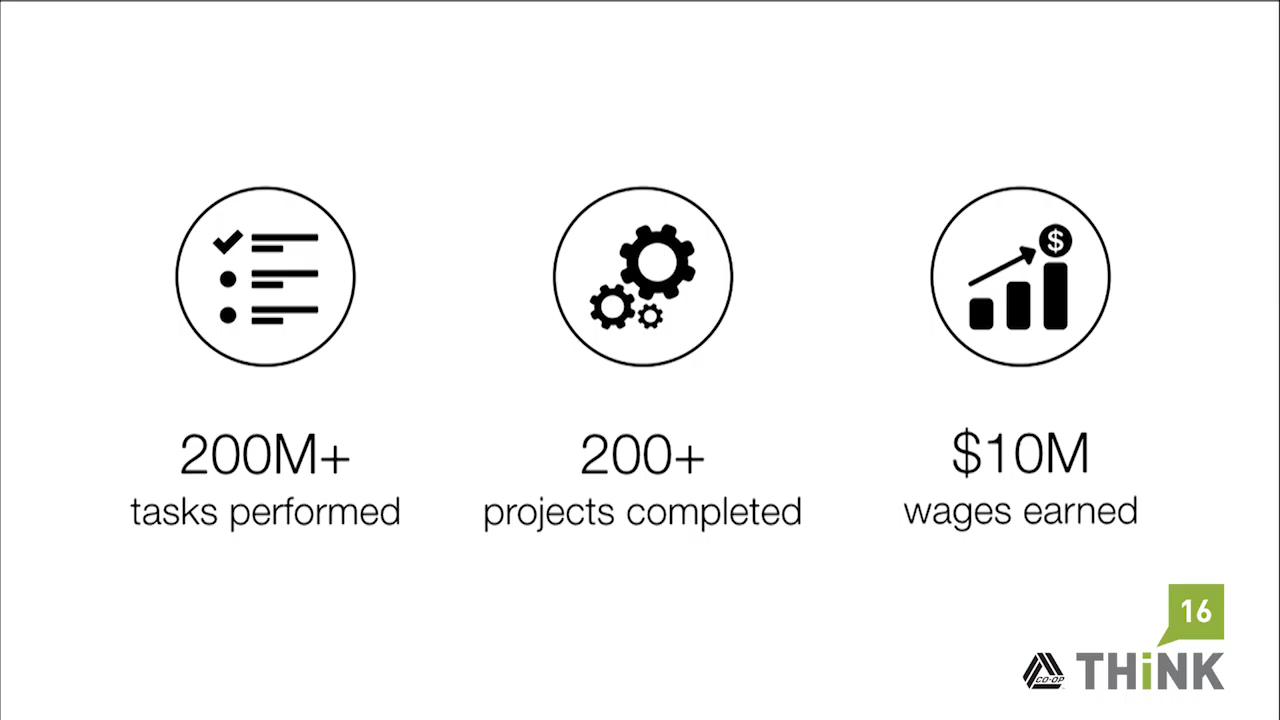 $
200M+
tasks performed
200+
projects completed
$10M
wages earned
16
CO-OP
THiNK